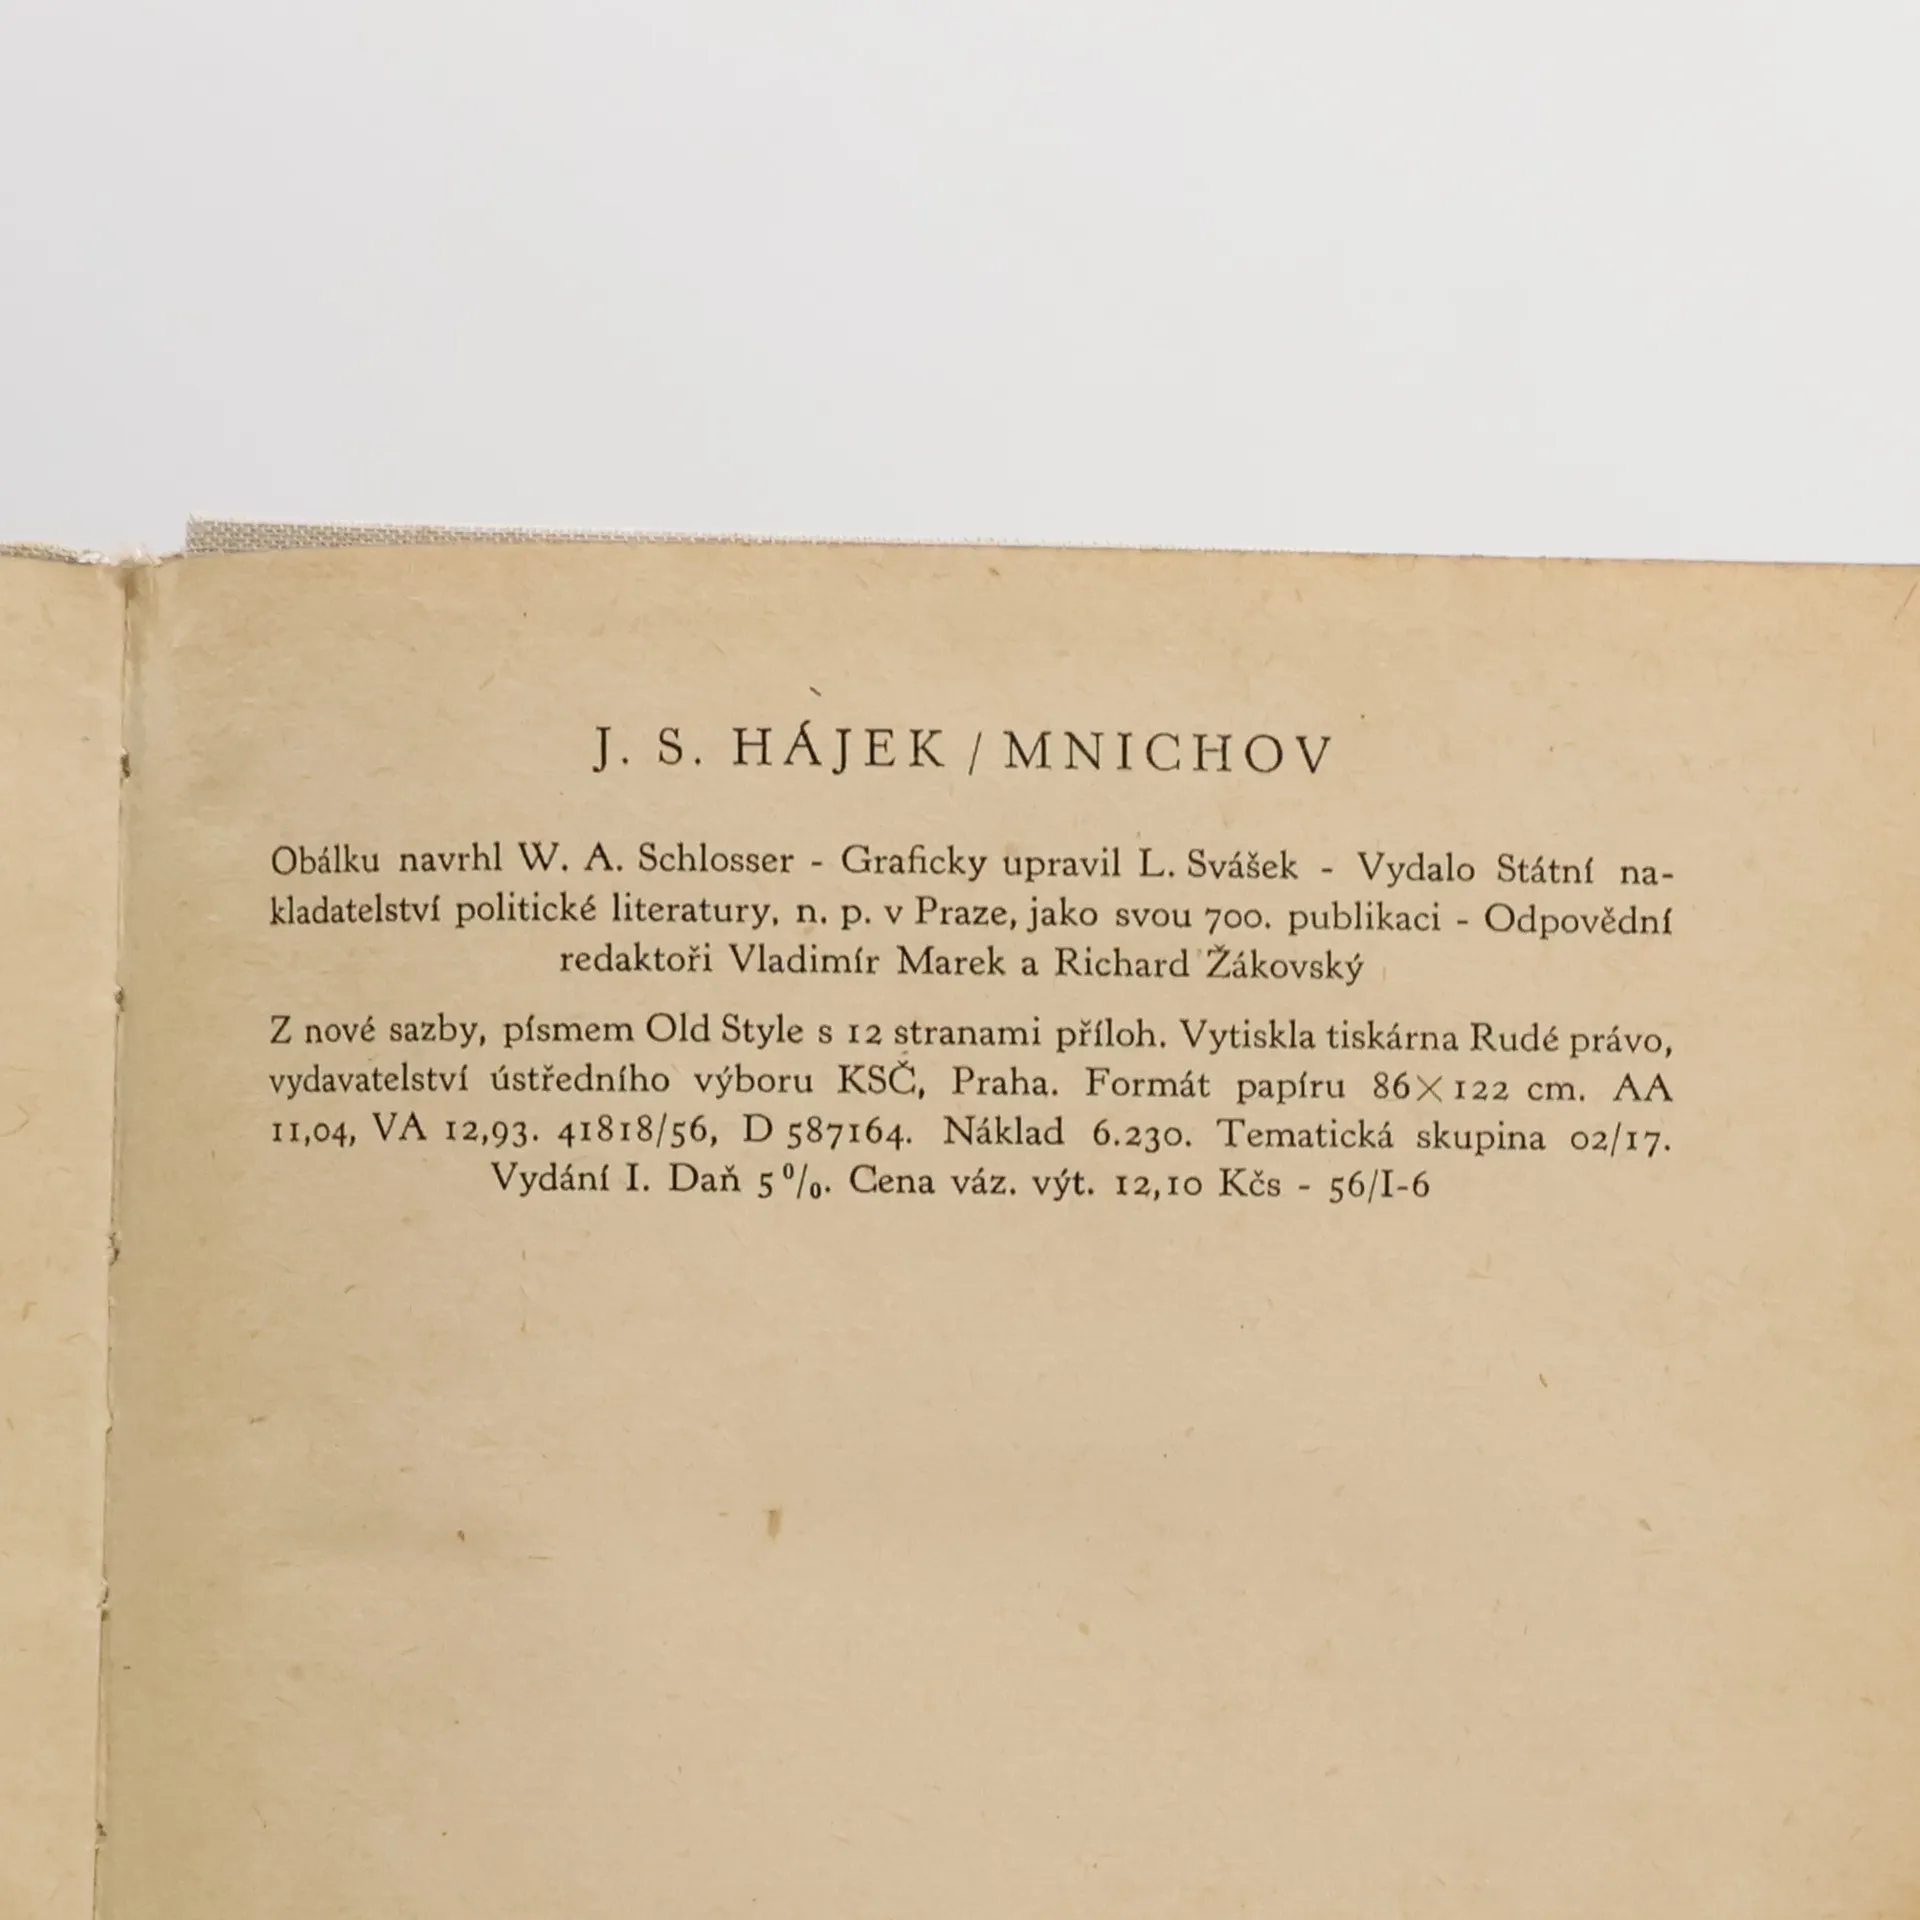 J. S. HÁJEK / MNICHOV
Obálku navrhl W. A. Schlosser - Graficky upravil L. Svášek - Vydalo Státní na-
kladatelství politické literatury, n. p. v Praze, jako svou 700. publikaci - Odpovědní
redaktoři Vladimír Marek a Richard Žákovský
Z nové sazby, písmem Old Style s 12 stranami příloh. Vytiskla tiskárna Rudé právo,
vydavatelství ústředního výboru KSČ, Praha. Formát papíru 86×122 cm. AA
11,04, VA 12,93. 41818/56, D 587164. Náklad 6.230. Tematická skupina 02/17.
Vydání I. Daň 5%. Cena váz. výt. 12,10 Kčs - 56/I-6